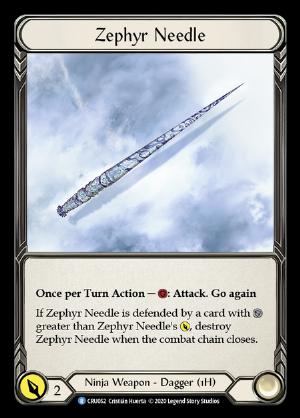 Zephyr Needle
Once per Turn Action — : Attack. Go again
If Zephyr Needle is defended by a card with
greater than Zephyr Needle's , destroy
Zephyr Needle when the combat chain closes.
2
Ninja Weapon - Dagger (1H)
CRU052 Cristián Huerta © 2020 Legend Story Studios